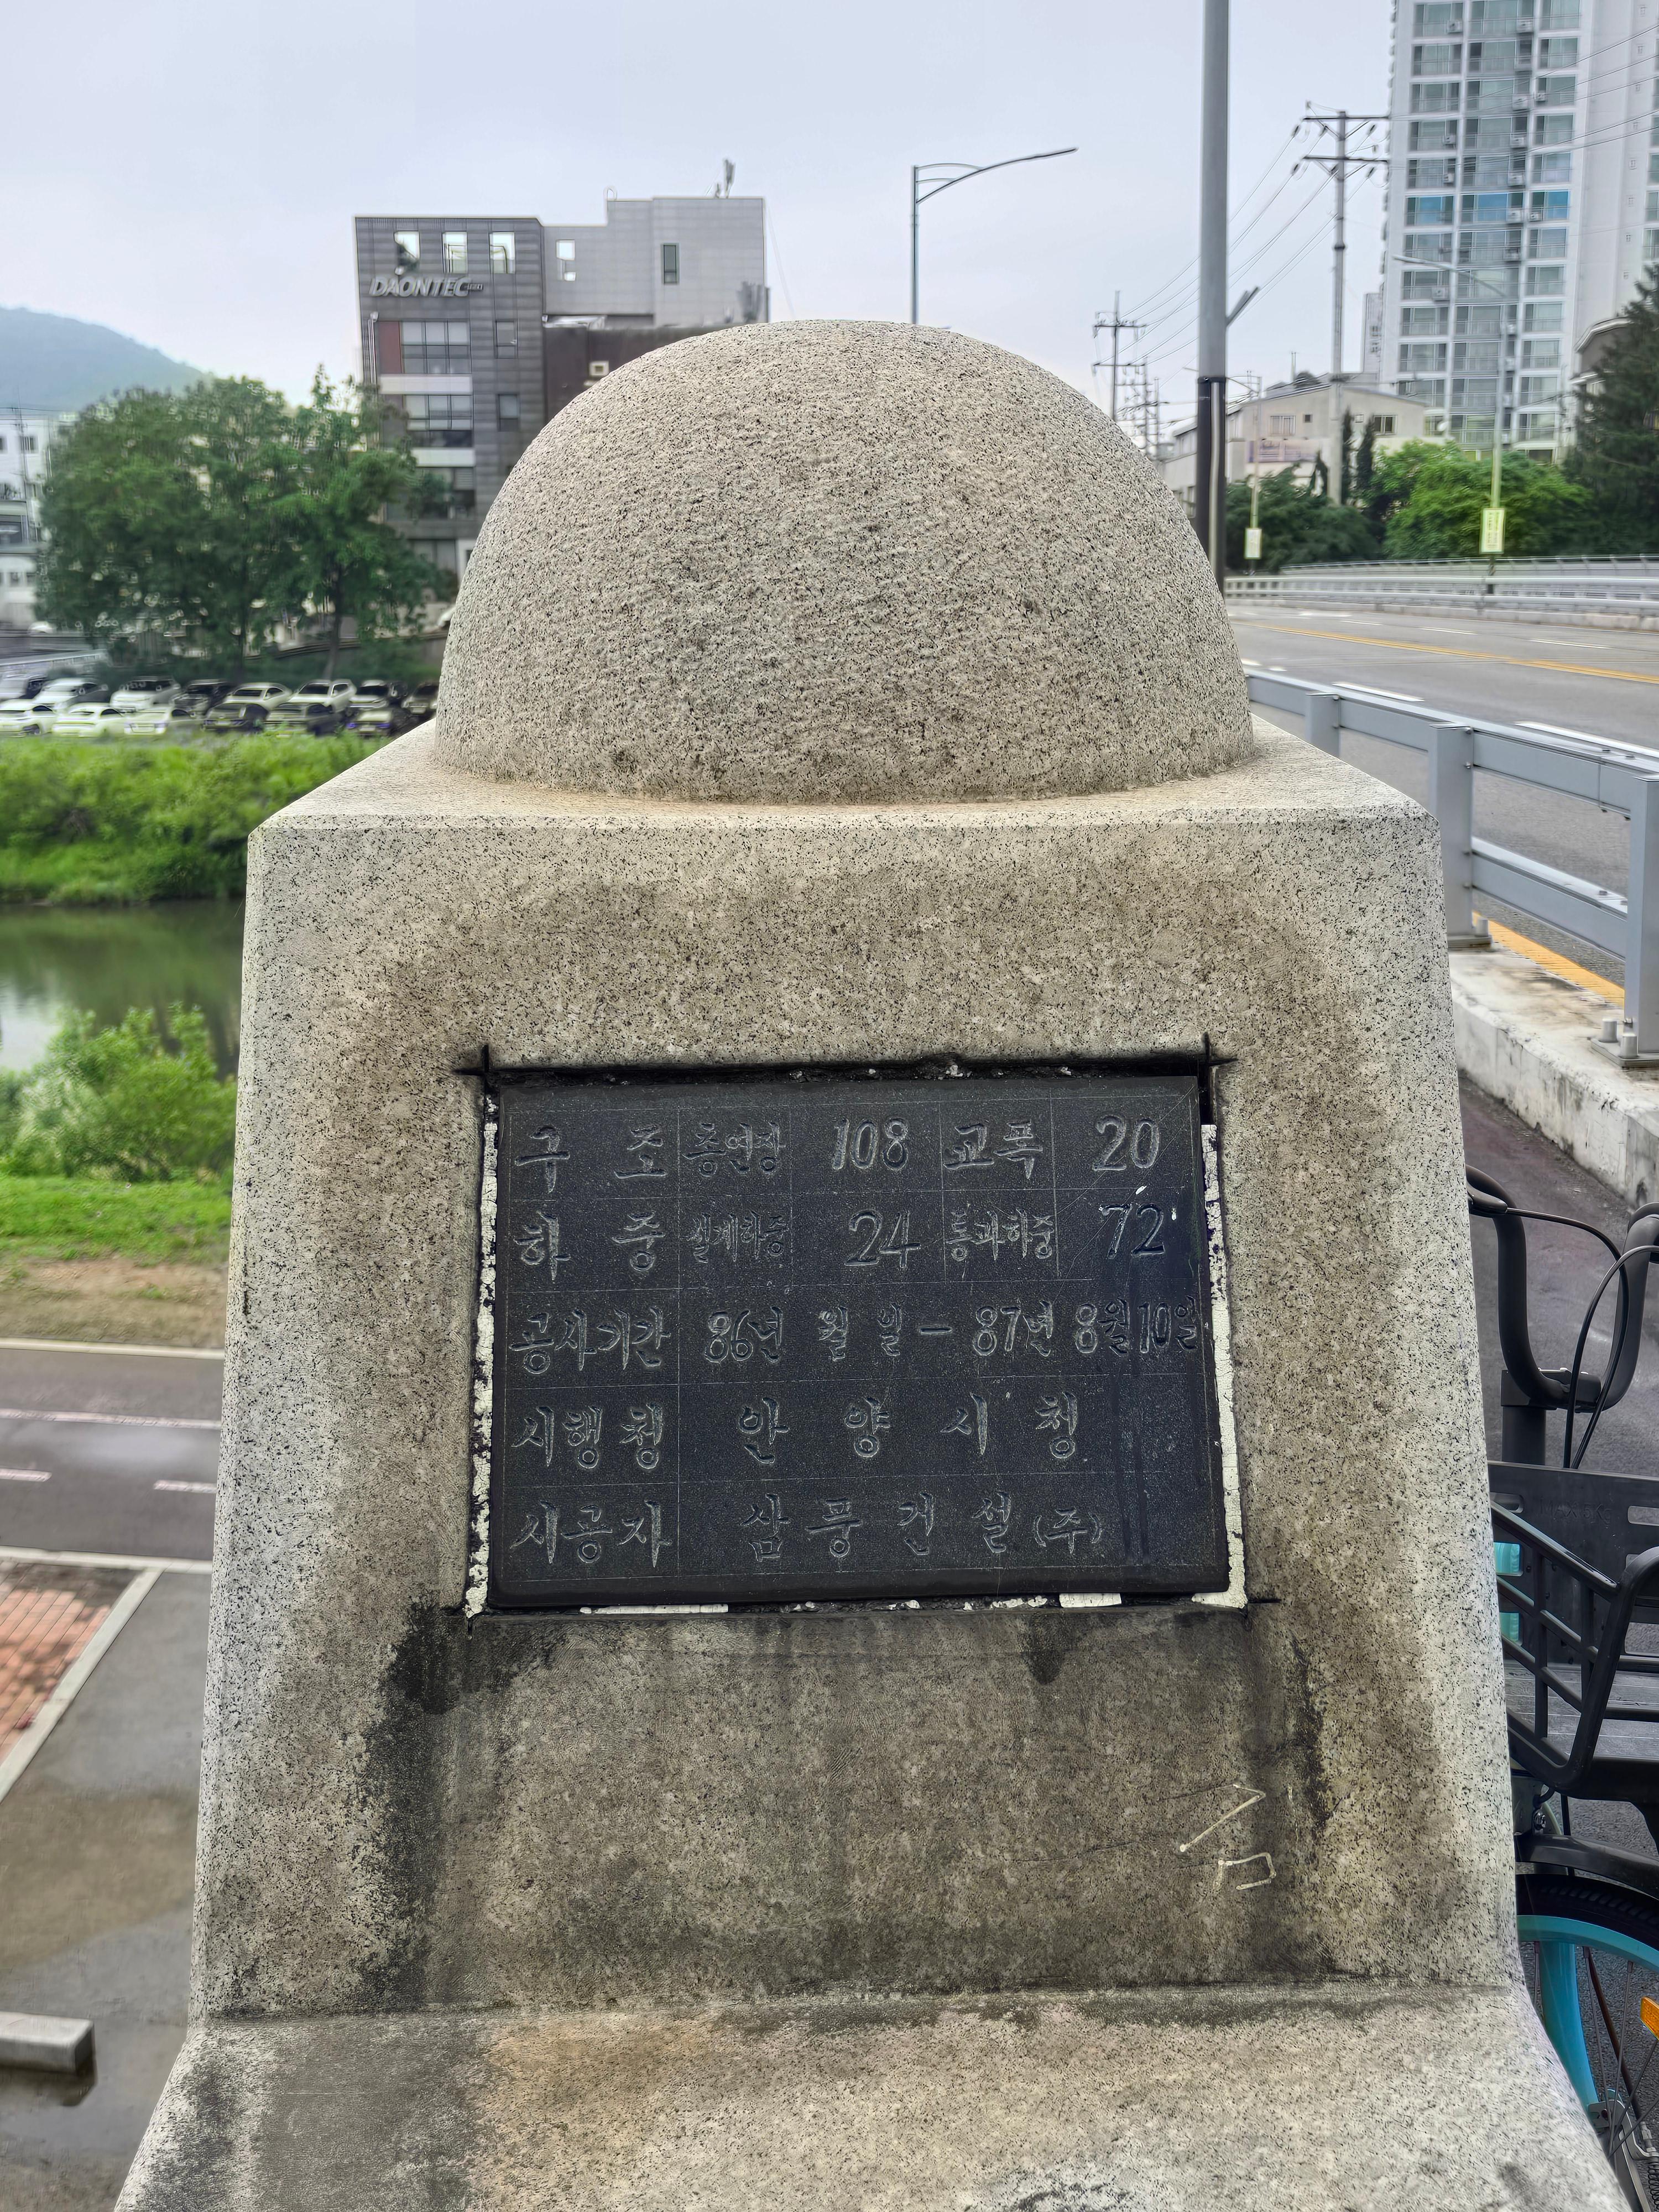 DAONTEC
구 조 총연장 108 교폭 20
하 중 설계하중 24 통과하중 72
공사기간 86년 월 일 - 87년 8월 10일
시행청 안 양 시 청
시공자 삼 풍 건 설 (주)